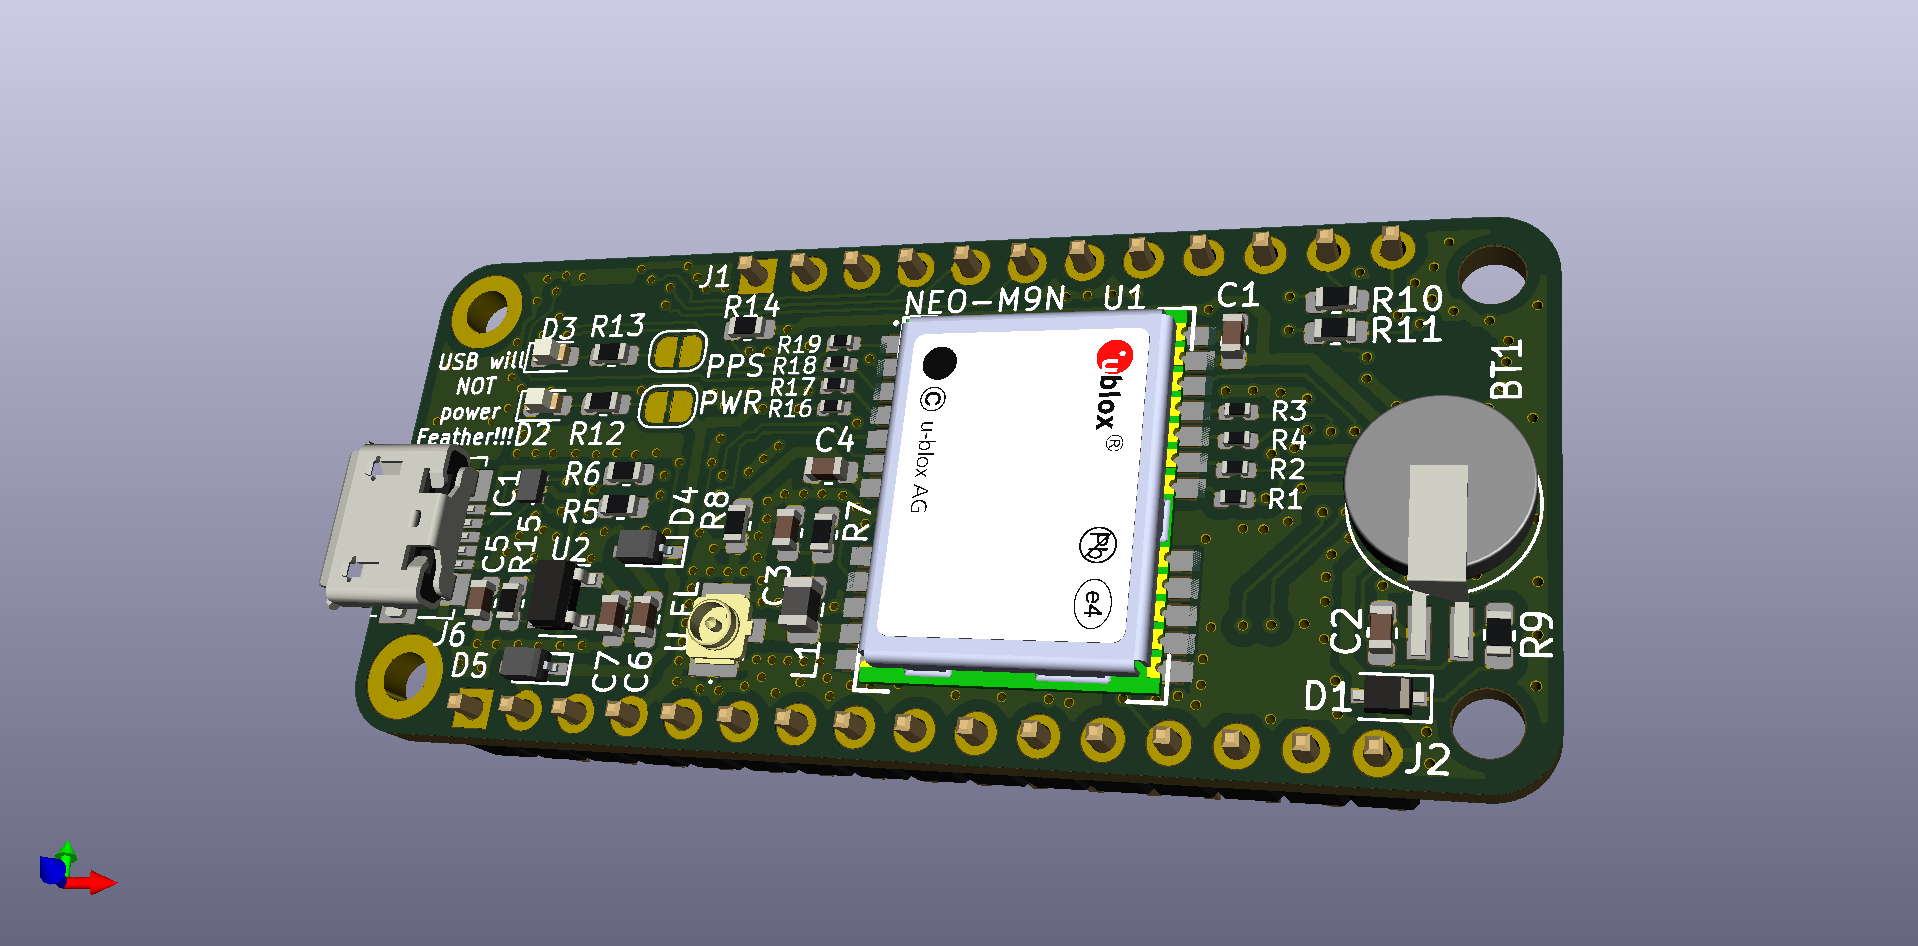 J1
R14
NEO-M9N
U1
C1
R10
R11
D3
R13
PPS
R19
R18
R17
R16
USB will
NOT
power
Feather!!!
D2
R12
PWR
C4
BT1
R3
R4
R2
R1
ublox
®
© u-blox AG
Pb
e4
R6
R5
IC1
D4
R8
R7
C5
R15
U2
C3
U.FL
L1
J6
D5
C7
C6
C2
R9
D1
J2